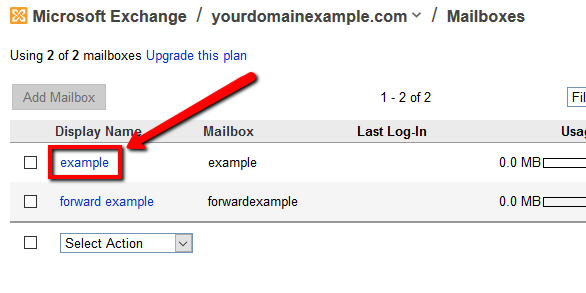 Microsoft Exchange / yourdomainexample.com / Mailboxes
Using 2 of 2 mailboxes Upgrade this plan
Add Mailbox 1 - 2 of 2 Fil
Display Name Mailbox Last Log-In Usag
example example 0.0 MB
forward example forwardexample 0.0 MB
Select Action